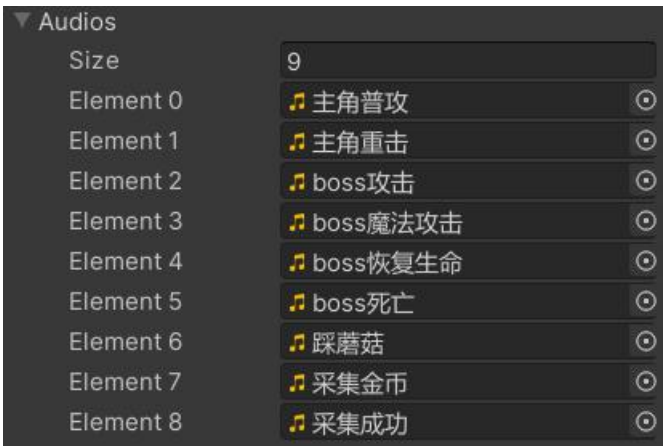 Audios
Size 9
Element 0 主角普攻
Element 1 主角重击
Element 2 boss攻击
Element 3 boss魔法攻击
Element 4 boss恢复生命
Element 5 boss死亡
Element 6 踩蘑菇
Element 7 采集金币
Element 8 采集成功